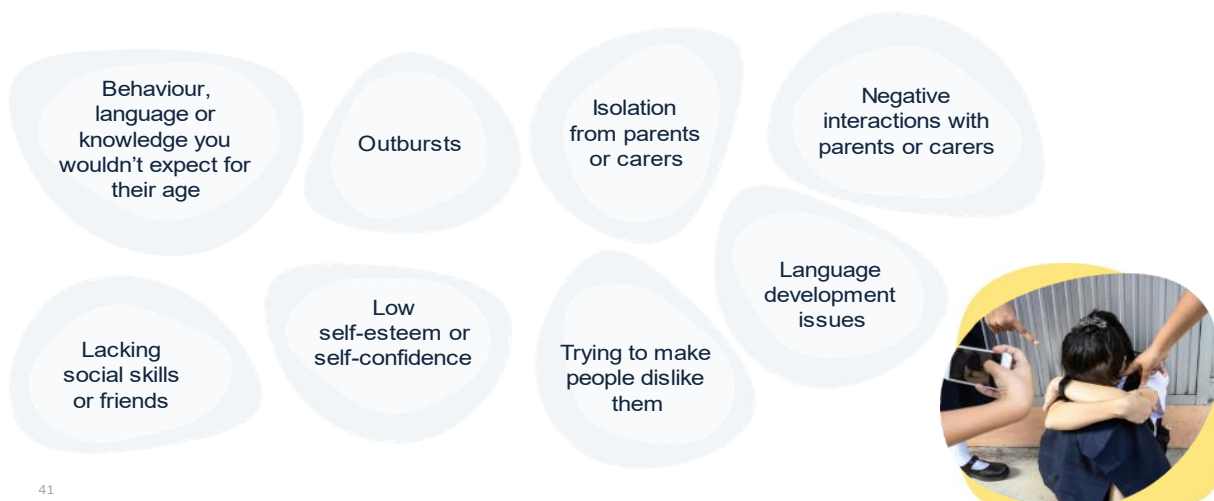 Behaviour,
language or
knowledge you
wouldn’t expect for
their age
Outbursts
Isolation
from parents
or carers
Negative
interactions with
parents or carers
Lacking
social skills
or friends
Low
self-esteem or
self-confidence
Trying to make
people dislike
them
Language
development
issues
41